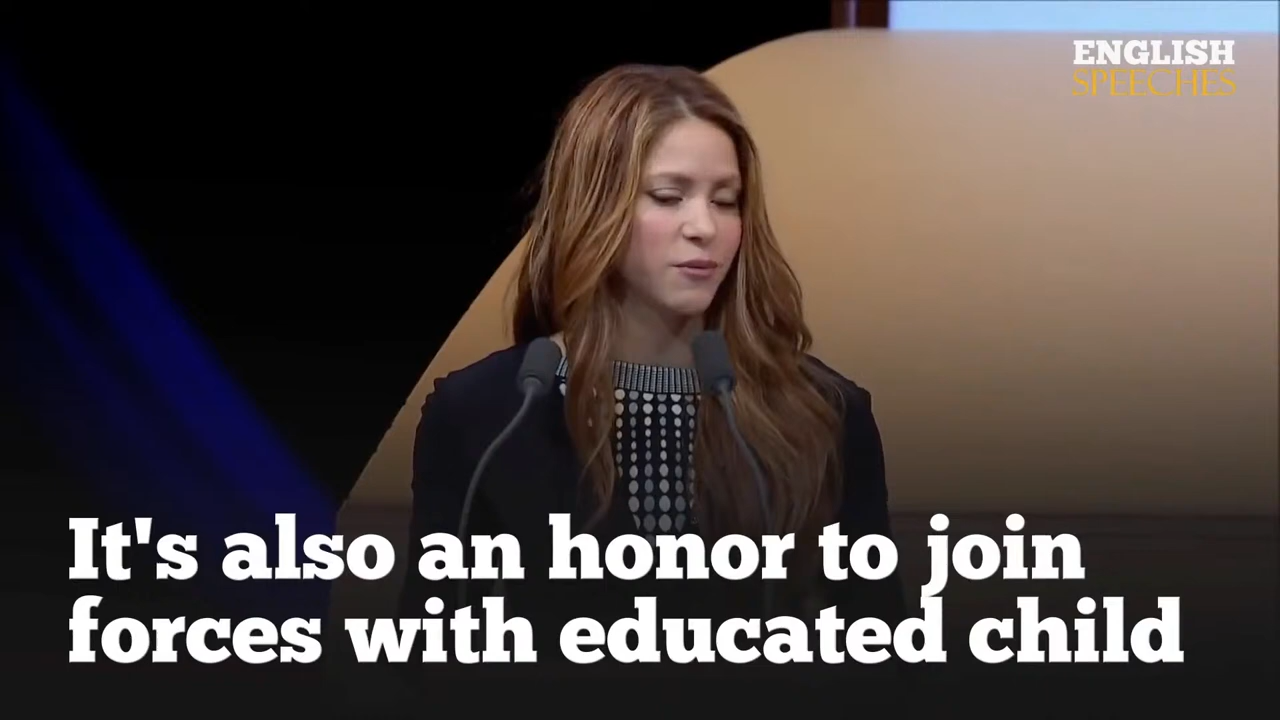 ENGLISH
SPEECHES
It's also an honor to join
forces with educated child